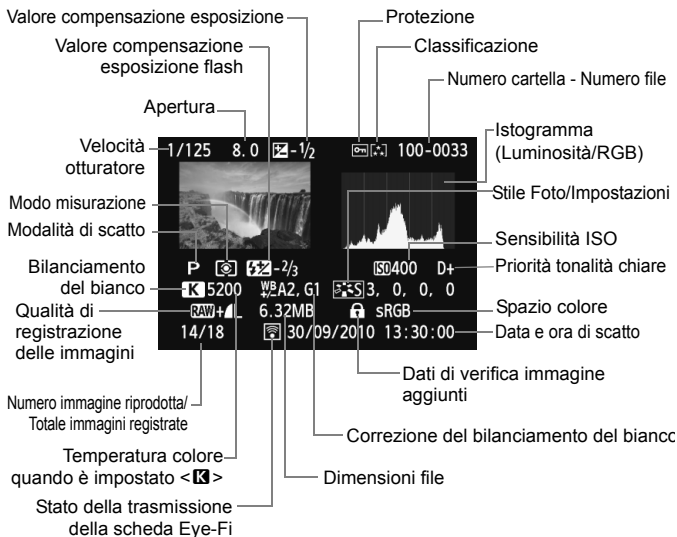 Valore compensazione esposizione
Protezione
Valore compensazione
esposizione flash
Classificazione
Numero cartella - Numero file
Apertura
Velocità
otturatore
Istogramma
(Luminosità/RGB)
1/125 8.0 -1/2 100-0033
Modo misurazione
Stile Foto/Impostazioni
Modalità di scatto
Sensibilità ISO
P -2/3 ISO 400 D+
Bilanciamento
del bianco
Priorità tonalità chiare
K 5200 WB+/- A2, G1 S 3, 0, 0, 0
Qualità di
registrazione
delle immagini
RAW+L 6.32MB sRGB
Spazio colore
14/18 30/09/2010 13:30:00
Data e ora di scatto
Dati di verifica immagine
aggiunti
Numero immagine riprodotta/
Totale immagini registrate
Correzione del bilanciamento del bianco
Temperatura colore
quando è impostato <K>
Dimensioni file
Stato della trasmissione
della scheda Eye-Fi